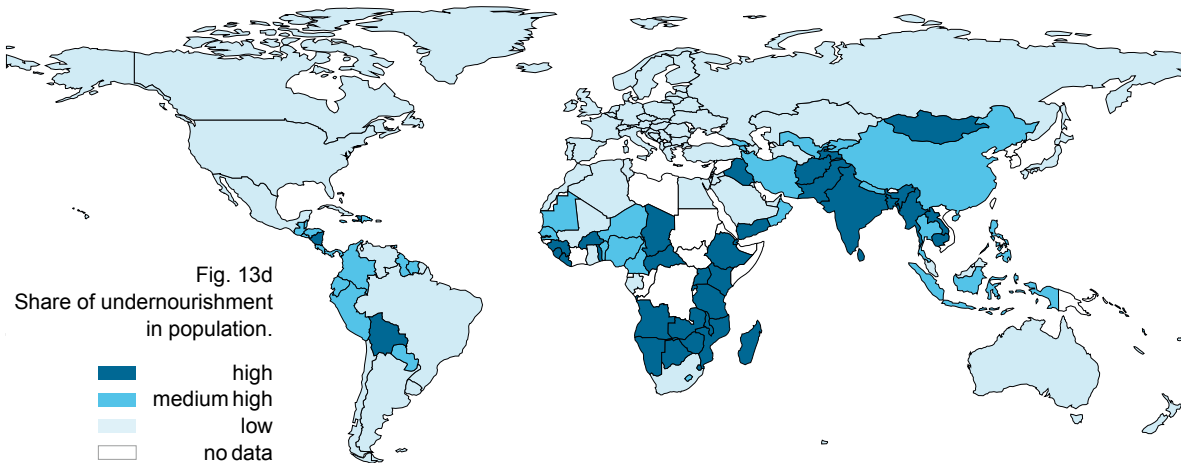 Fig. 13d
Share of undernourishment
in population.
high
medium high
low
no data